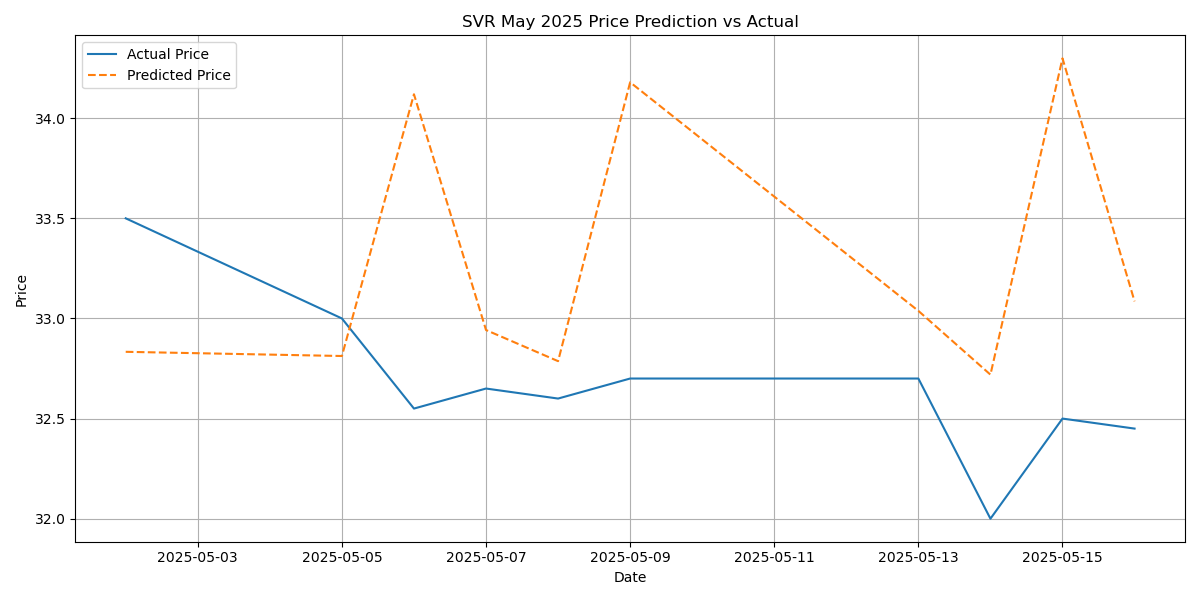 SVR May 2025 Price Prediction vs Actual
Actual Price
Predicted Price
Price
34.0
33.5
33.0
32.5
32.0
2025-05-03
2025-05-05
2025-05-07
2025-05-09
2025-05-11
2025-05-13
2025-05-15
Date